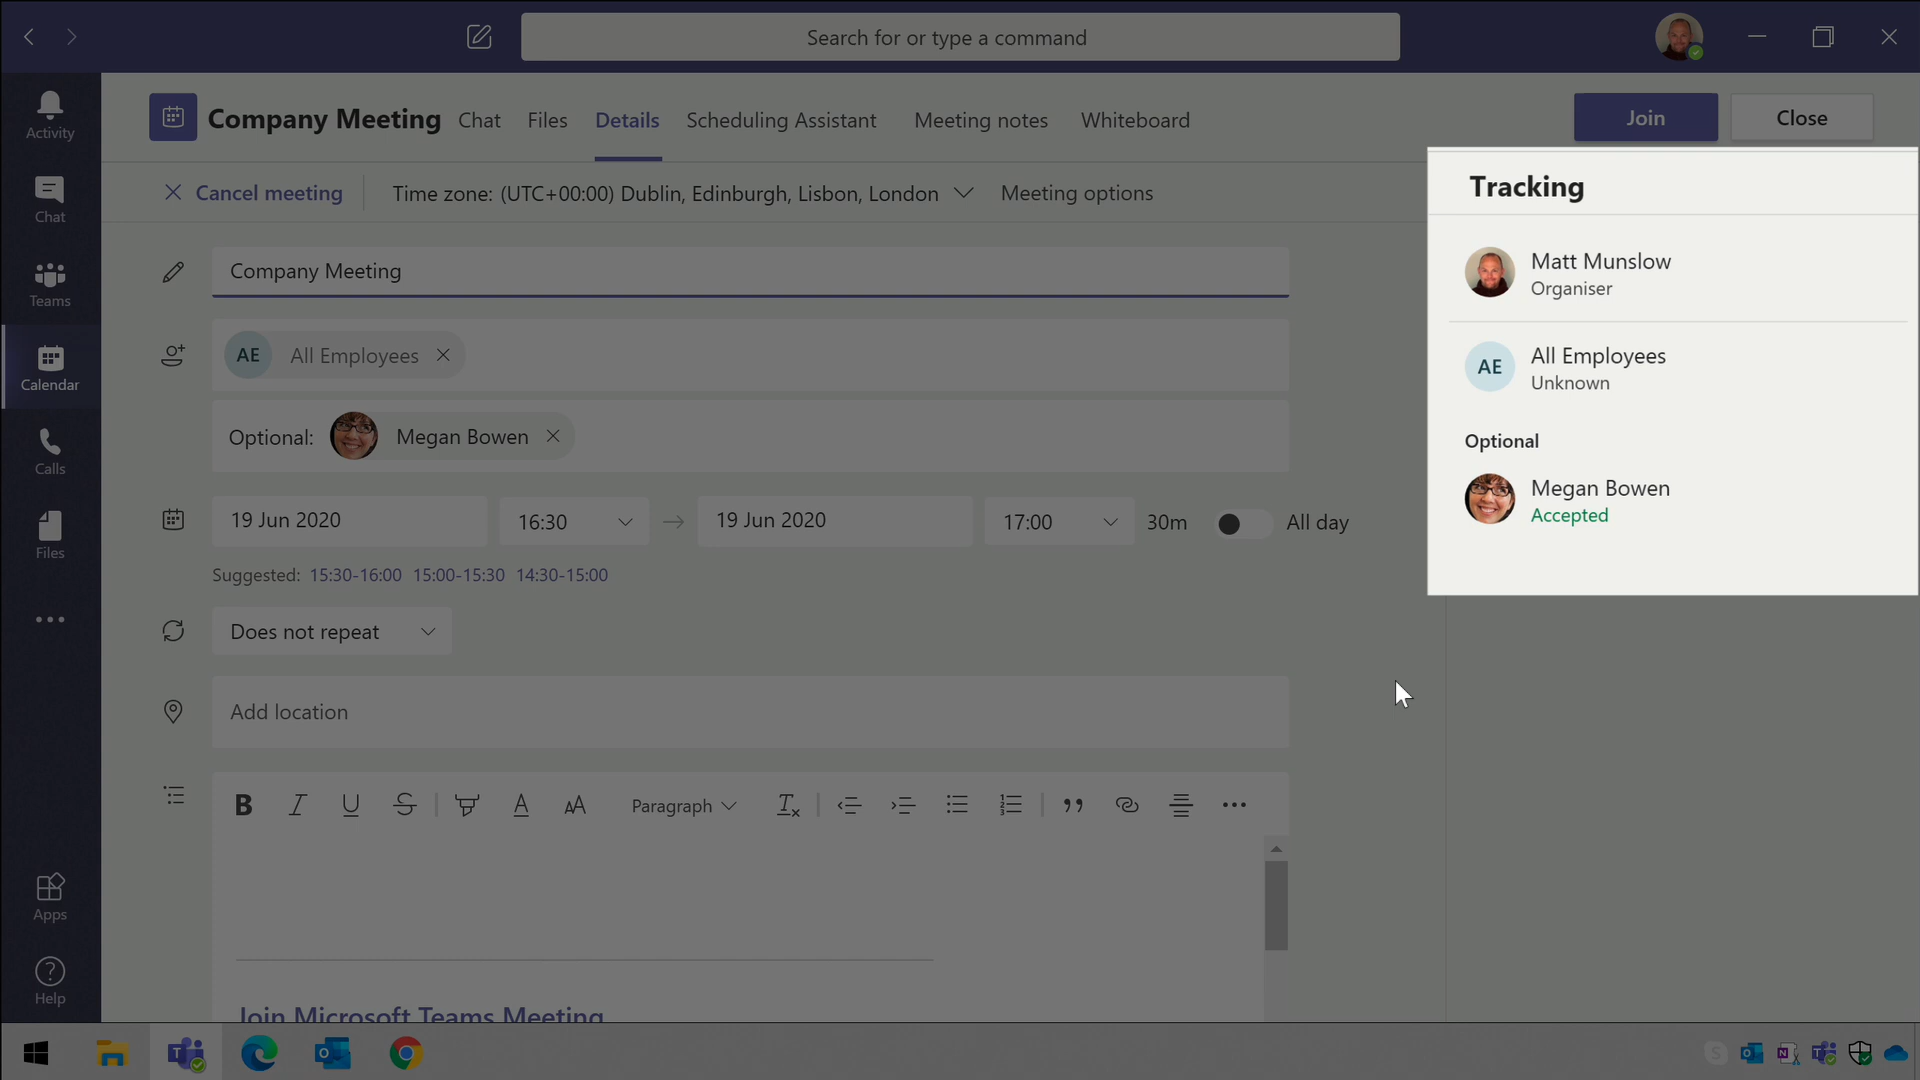 Search for or type a command
Activity
Chat
Teams
Calendar
Calls
Files
Apps
Help
Company Meeting Chat Files Details Scheduling Assistant Meeting notes Whiteboard
Join Close
Cancel meeting Time zone: (UTC+00:00) Dublin, Edinburgh, Lisbon, London Meeting options
Company Meeting
AE All Employees
Optional: Megan Bowen
19 Jun 2020 16:30 19 Jun 2020 17:00 30m All day
Suggested: 15:30-16:00 15:00-15:30 14:30-15:00
Does not repeat
Add location
B I U S A AA Paragraph
Join Microsoft Teams Meeting
Tracking
Matt Munslow
Organiser
AE All Employees
Unknown
Optional
Megan Bowen
Accepted